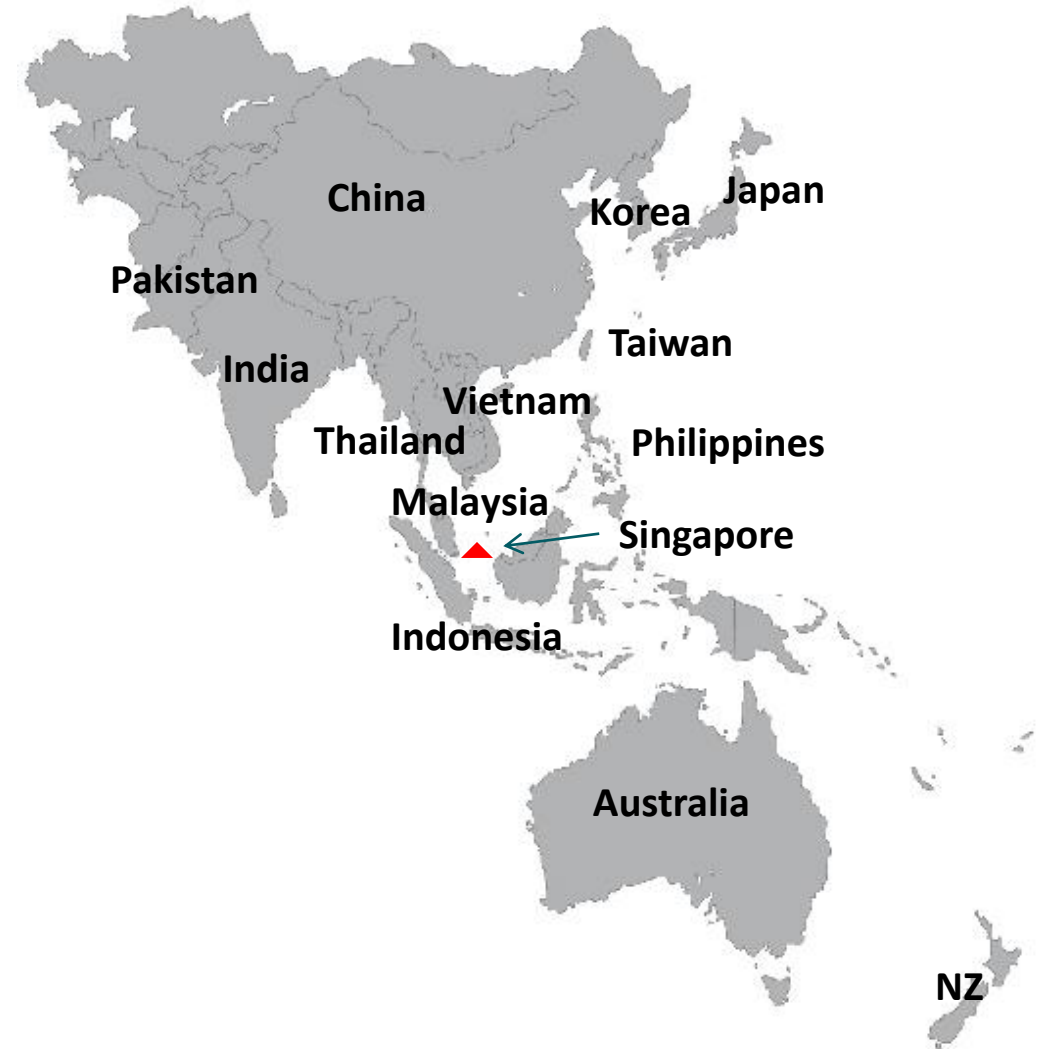 China
Japan
Korea
Pakistan
Taiwan
India
Vietnam
Thailand
Philippines
Malaysia
Singapore
Indonesia
Australia
NZ